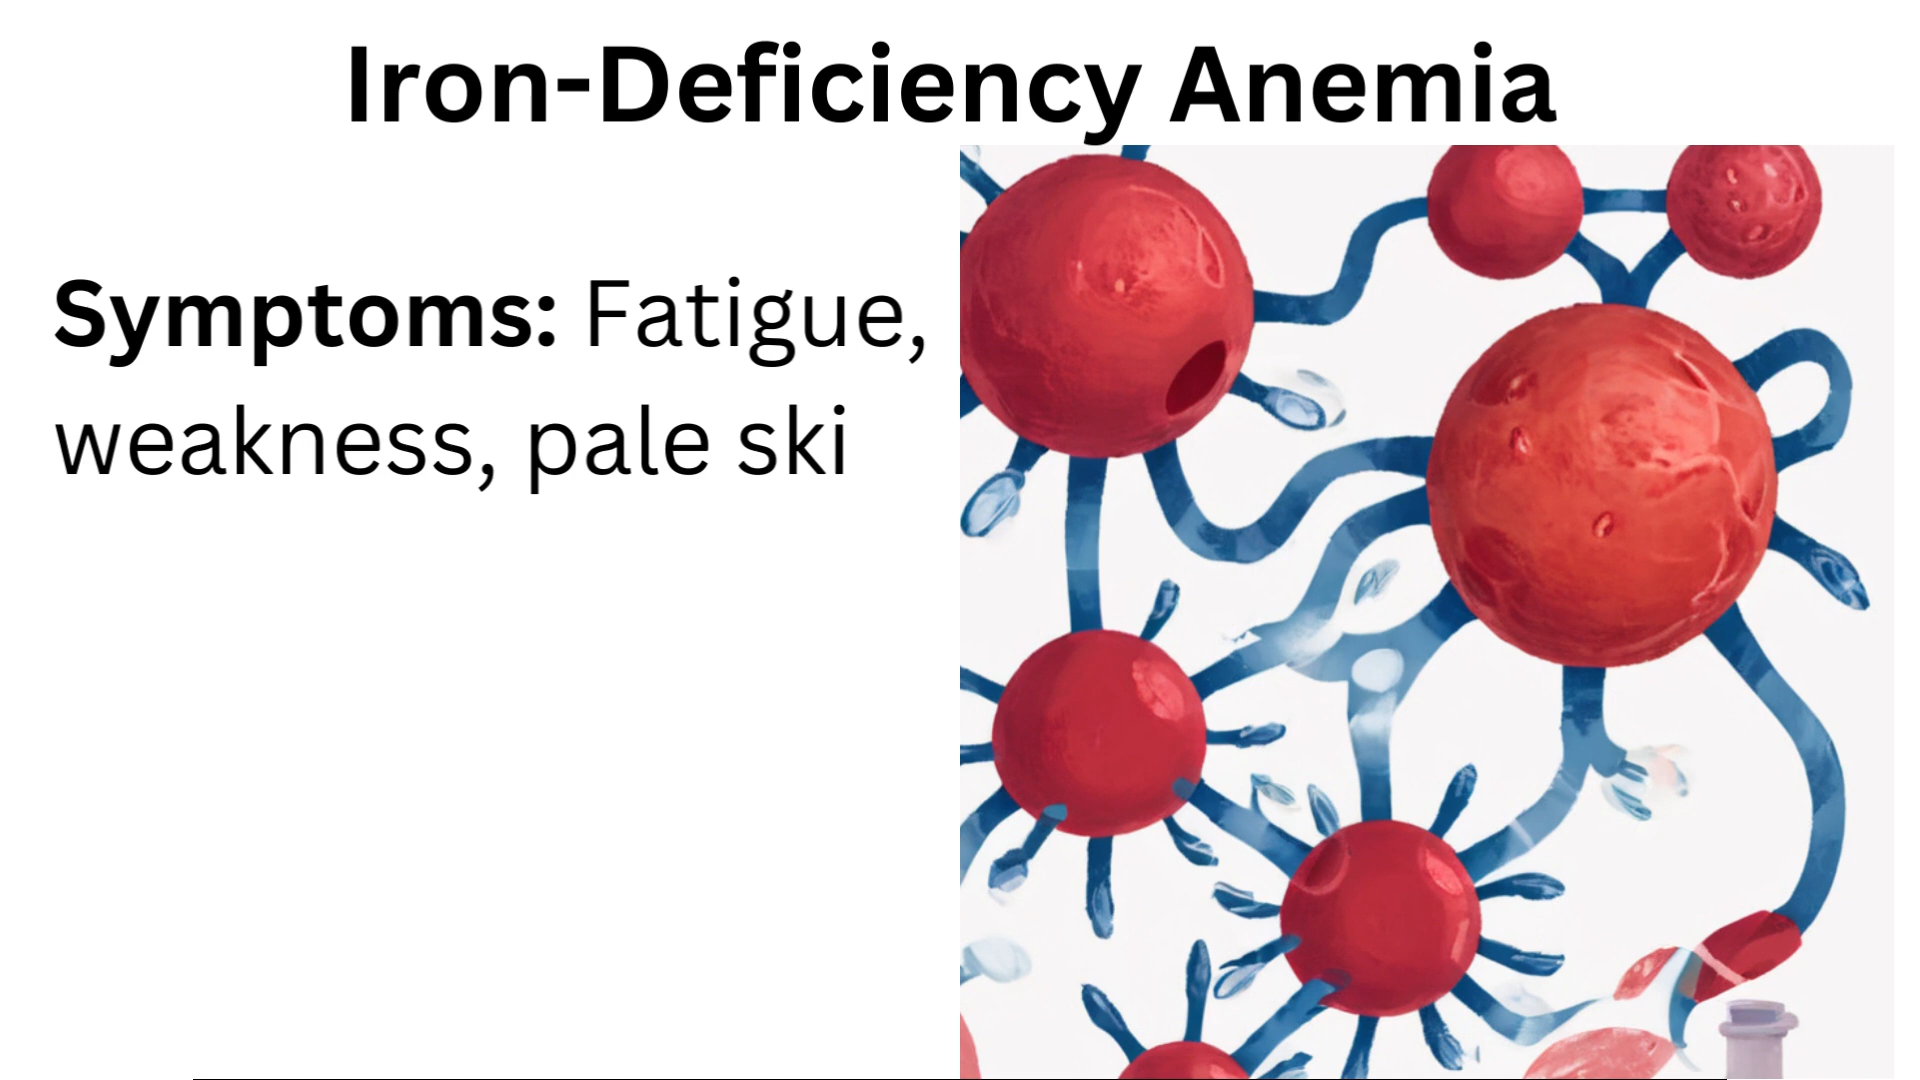 Iron-Deficiency Anemia
Symptoms: Fatigue,
weakness, pale ski